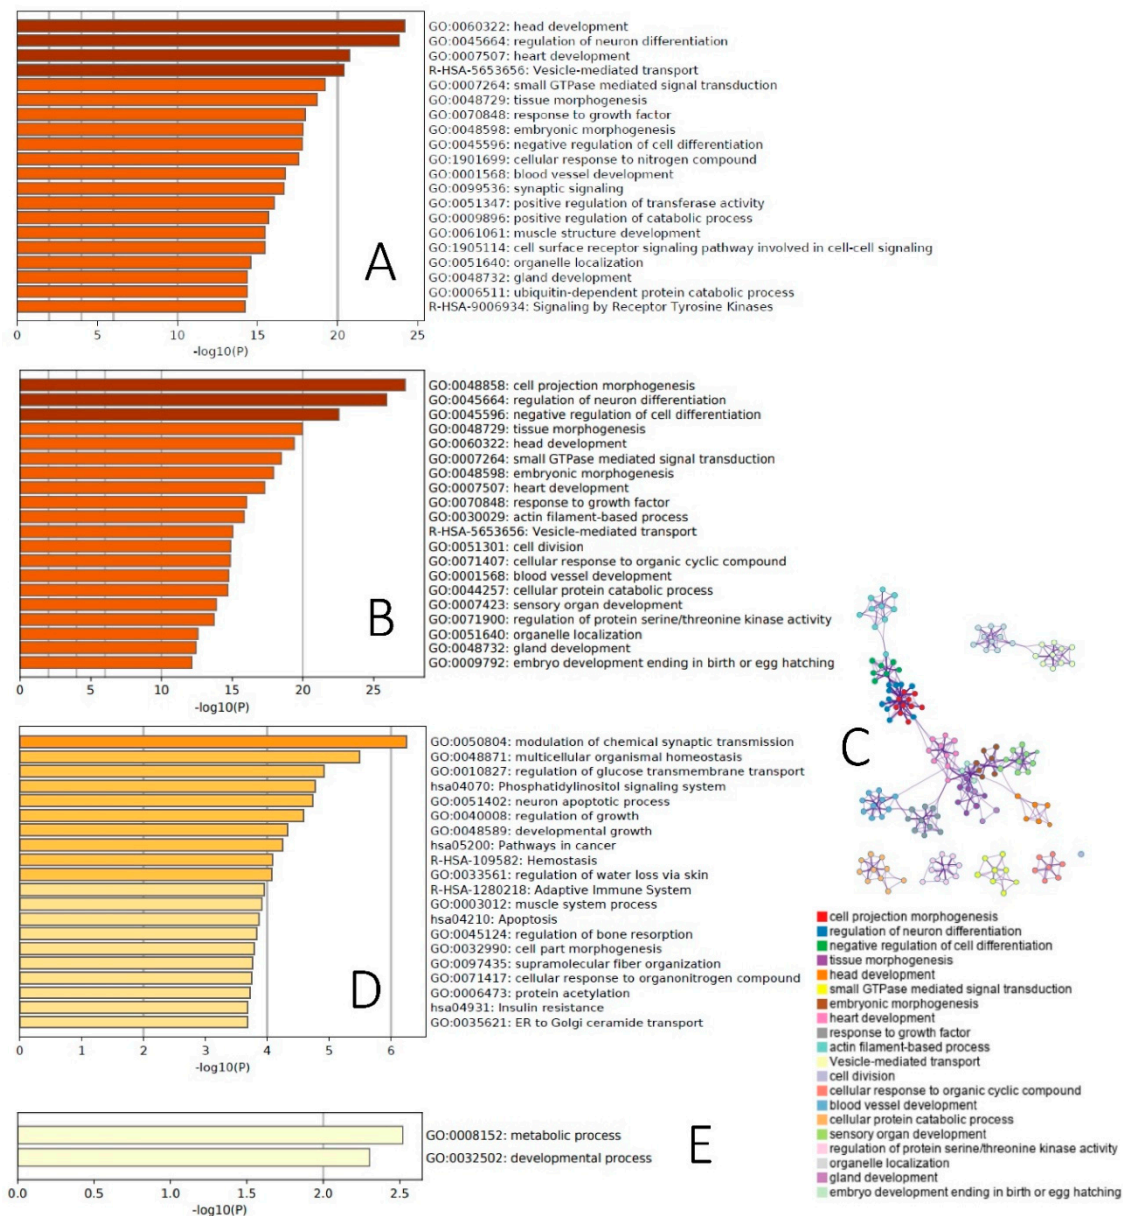 GO:0060322: head development
GO:0045664: regulation of neuron differentiation
GO:0007507: heart development
R-HSA-5653656: Vesicle-mediated transport
GO:0007264: small GTPase mediated signal transduction
GO:0048729: tissue morphogenesis
GO:0070848: response to growth factor
GO:0048598: embryonic morphogenesis
GO:0045596: negative regulation of cell differentiation
GO:1901699: cellular response to nitrogen compound
GO:0001568: blood vessel development
GO:0099536: synaptic signaling
GO:0051347: positive regulation of transferase activity
GO:0009896: positive regulation of catabolic process
GO:0061061: muscle structure development
GO:1905114: cell surface receptor signaling pathway involved in cell-cell signaling
GO:0051640: organelle localization
GO:0048732: gland development
GO:0006511: ubiquitin-dependent protein catabolic process
R-HSA-9006934: Signaling by Receptor Tyrosine Kinases
A
0 5 10 15 20 25
-log10(P)
GO:0048858: cell projection morphogenesis
GO:0045664: regulation of neuron differentiation
GO:0045596: negative regulation of cell differentiation
GO:0048729: tissue morphogenesis
GO:0060322: head development
GO:0007264: small GTPase mediated signal transduction
GO:0048598: embryonic morphogenesis
GO:0007507: heart development
GO:0070848: response to growth factor
GO:0030029: actin filament-based process
R-HSA-5653656: Vesicle-mediated transport
GO:0051301: cell division
GO:0071407: cellular response to organic cyclic compound
GO:0001568: blood vessel development
GO:0044257: cellular protein catabolic process
GO:0007423: sensory organ development
GO:0071900: regulation of protein serine/threonine kinase activity
GO:0051640: organelle localization
GO:0048732: gland development
GO:0009792: embryo development ending in birth or egg hatching
B
0 5 10 15 20 25
-log10(P)
C
cell projection morphogenesis
regulation of neuron differentiation
negative regulation of cell differentiation
tissue morphogenesis
head development
small GTPase mediated signal transduction
embryonic morphogenesis
heart development
response to growth factor
actin filament-based process
Vesicle-mediated transport
cell division
cellular response to organic cyclic compound
blood vessel development
cellular protein catabolic process
sensory organ development
regulation of protein serine/threonine kinase activity
organelle localization
gland development
embryo development ending in birth or egg hatching
GO:0050804: modulation of chemical synaptic transmission
GO:0048871: multicellular organismal homeostasis
GO:0010827: regulation of glucose transmembrane transport
hsa04070: Phosphatidylinositol signaling system
GO:0051402: neuron apoptotic process
GO:0040008: regulation of growth
GO:0048589: developmental growth
hsa05200: Pathways in cancer
R-HSA-109582: Hemostasis
GO:0033561: regulation of water loss via skin
R-HSA-1280218: Adaptive Immune System
GO:0003012: muscle system process
hsa04210: Apoptosis
GO:0045124: regulation of bone resorption
GO:0032990: cell part morphogenesis
GO:0097435: supramolecular fiber organization
GO:0071417: cellular response to organonitrogen compound
GO:0006473: protein acetylation
hsa04931: Insulin resistance
GO:0035621: ER to Golgi ceramide transport
D
0 1 2 3 4 5 6
-log10(P)
GO:0008152: metabolic process
GO:0032502: developmental process
E
0.0 0.5 1.0 1.5 2.0 2.5
-log10(P)